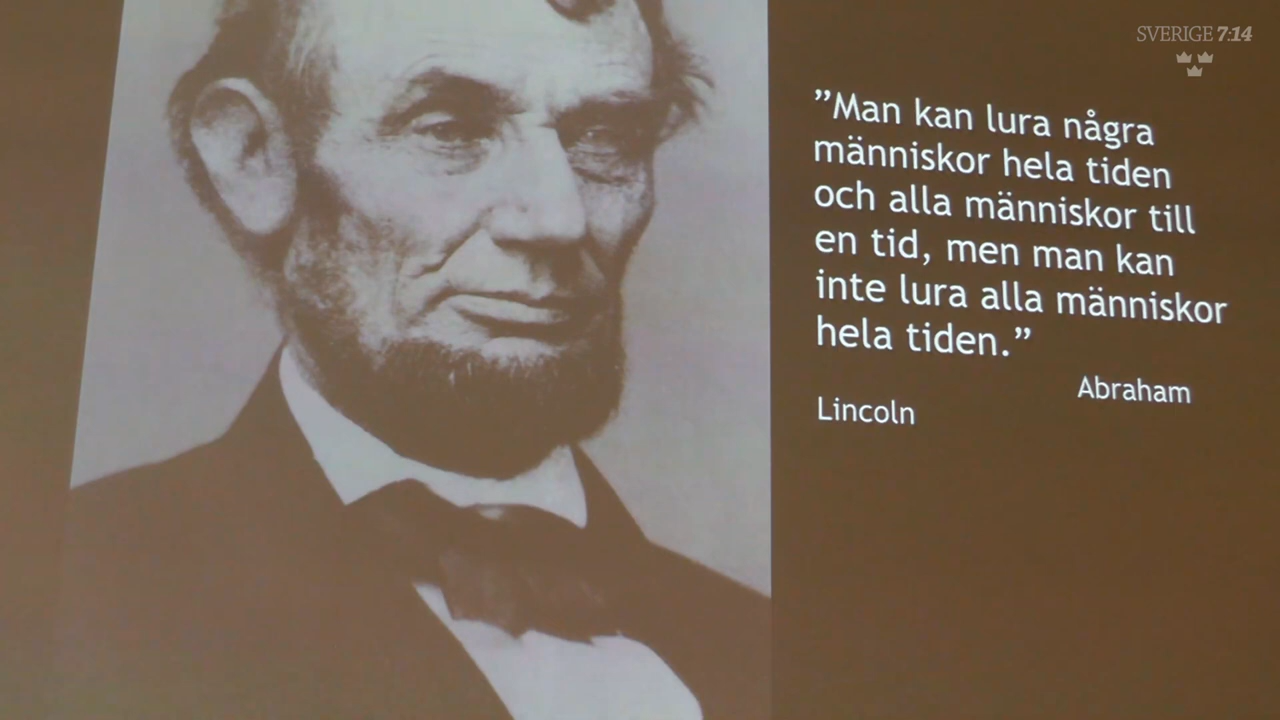 SVERIGE 7:14
”Man kan lura några
människor hela tiden
och alla människor till
en tid, men man kan
inte lura alla människor
hela tiden.”
Abraham
Lincoln